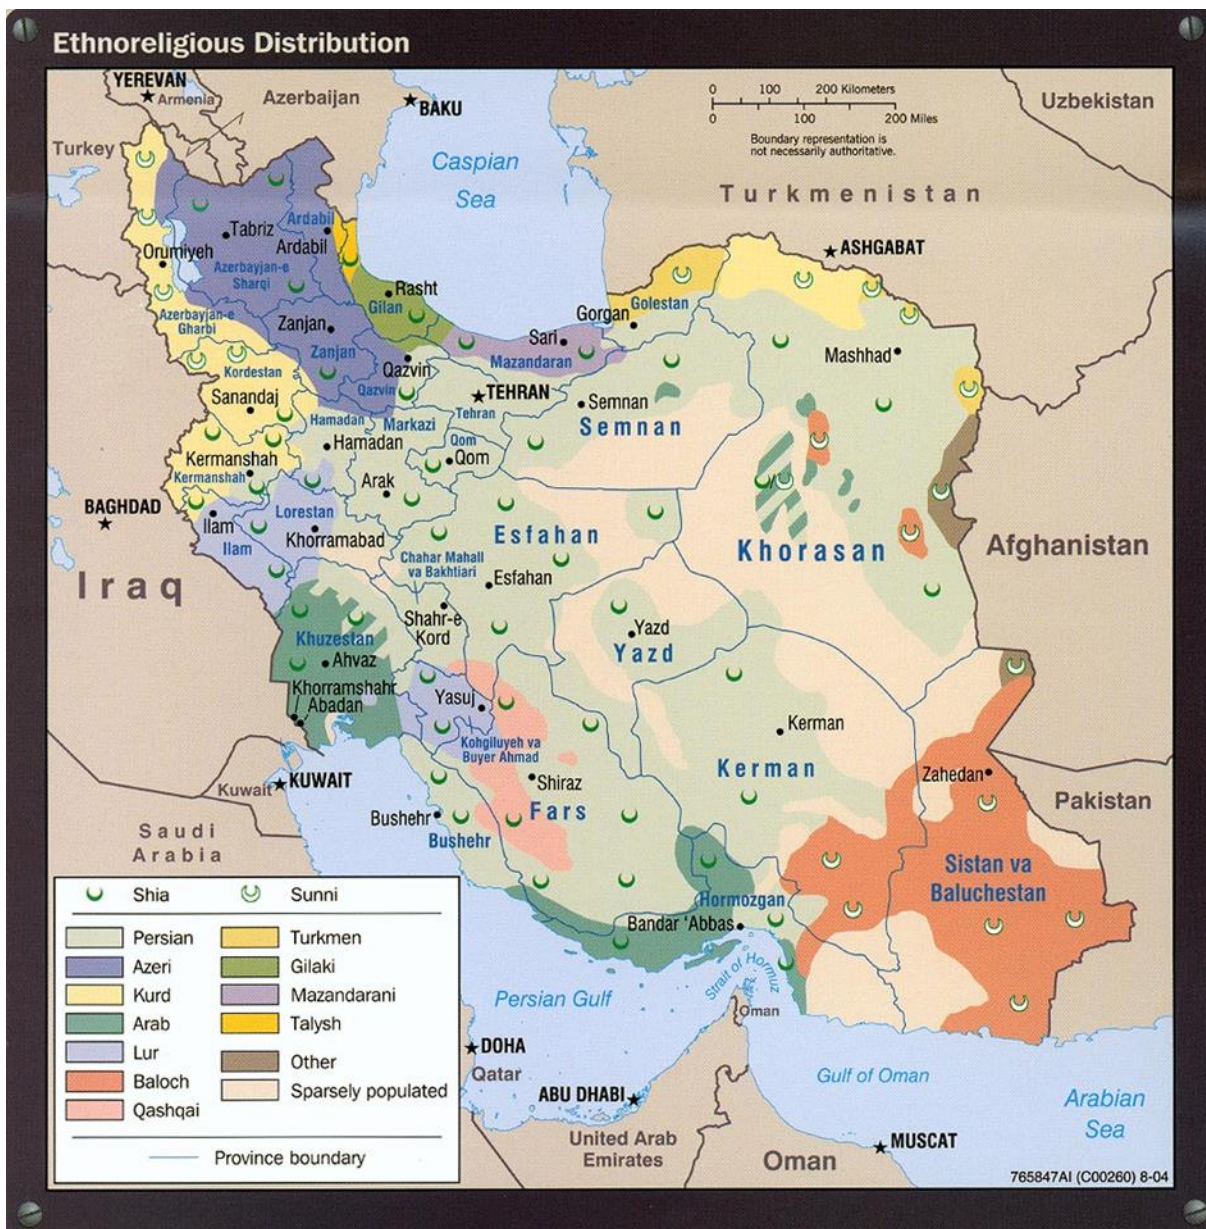 Ethnoreligious Distribution
YEREVAN
Armenia
Azerbaijan
BAKU
Turkey
Caspian
Sea
0 100 200 Kilometers
0 100 200 Miles
Boundary representation is
not necessarily authoritative.
Uzbekistan
Turkmenistan
ASHGABAT
Tabriz
Ardabil
Ardabil
Orumiyeh
Azerbayjan-e
Sharqi
Rasht
Gilan
Azerbayjan-e
Gharbi
Zanjan
Zanjan
Gorgan
Golestan
Sari
Mazandaran
Mashhad
Kordestan
Qazvin
Qazvin
TEHRAN
Tehran
Semnan
Semnan
Sanandaj
Hamadan
Markazi
Hamadan
Qom
Qom
Kermanshah
Kermanshah
Arak
BAGHDAD
Ilam
Ilam
Lorestan
Khorramabad
Esfahan
Khorasan
Afghanistan
Chahar Mahall
va Bakhtiari
Esfahan
Iraq
Shahr-e
Kord
Yazd
Yazd
Khuzestan
Ahvaz
Khorramshahr
Abadan
Yasuj
Kohgiluyeh va
Buyer Ahmad
Kerman
Kerman
Zahedan
KUWAIT
Kuwait
Shiraz
Fars
Pakistan
Saudi
Arabia
Bushehr
Bushehr
Sistan va
Baluchestan
Hormozgan
Bandar 'Abbas
Strait of Hormuz
Persian Gulf
Oman
DOHA
Qatar
ABU DHABI
Gulf of Oman
Arabian
Sea
United Arab
Emirates
Oman
MUSCAT
Shia
Sunni
Persian
Azeri
Kurd
Arab
Lur
Baloch
Qashqai
Turkmen
Gilaki
Mazandarani
Talysh
Other
Sparsely populated
Province boundary
765847AI (C00260) 8-04